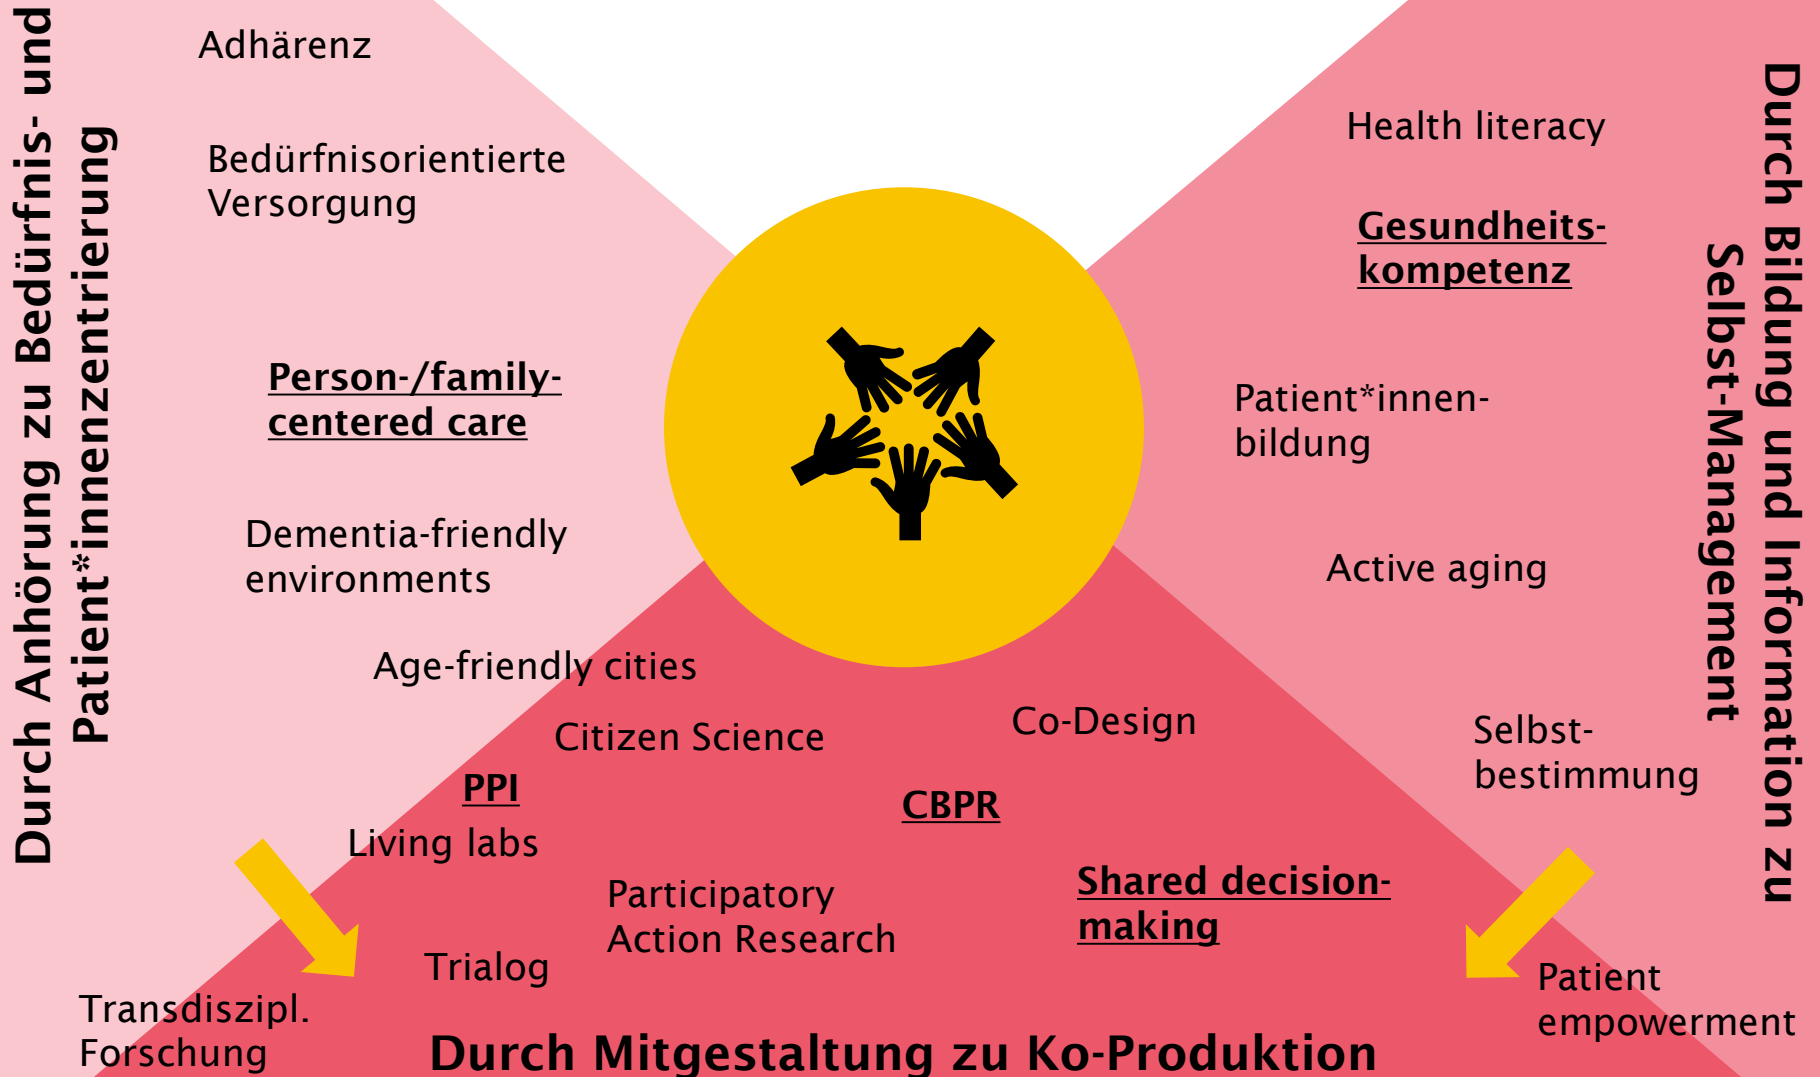 Durch Anhörung zu Bedürfnis- und
Patient*innenzentrierung
Adhärenz
Bedürfnisorientierte
Versorgung
Person-/family-
centered care
Dementia-friendly
environments
Age-friendly cities
Citizen Science
PPI
Living labs
Co-Design
CBPR
Participatory
Action Research
Shared decision-
making
Trialog
Transdiszipl.
Forschung
Durch Mitgestaltung zu Ko-Produktion
Health literacy
Gesundheits-
kompetenz
Patient*innen-
bildung
Active aging
Selbst-
bestimmung
Patient
empowerment
Durch Bildung und Information zu
Selbst-Management